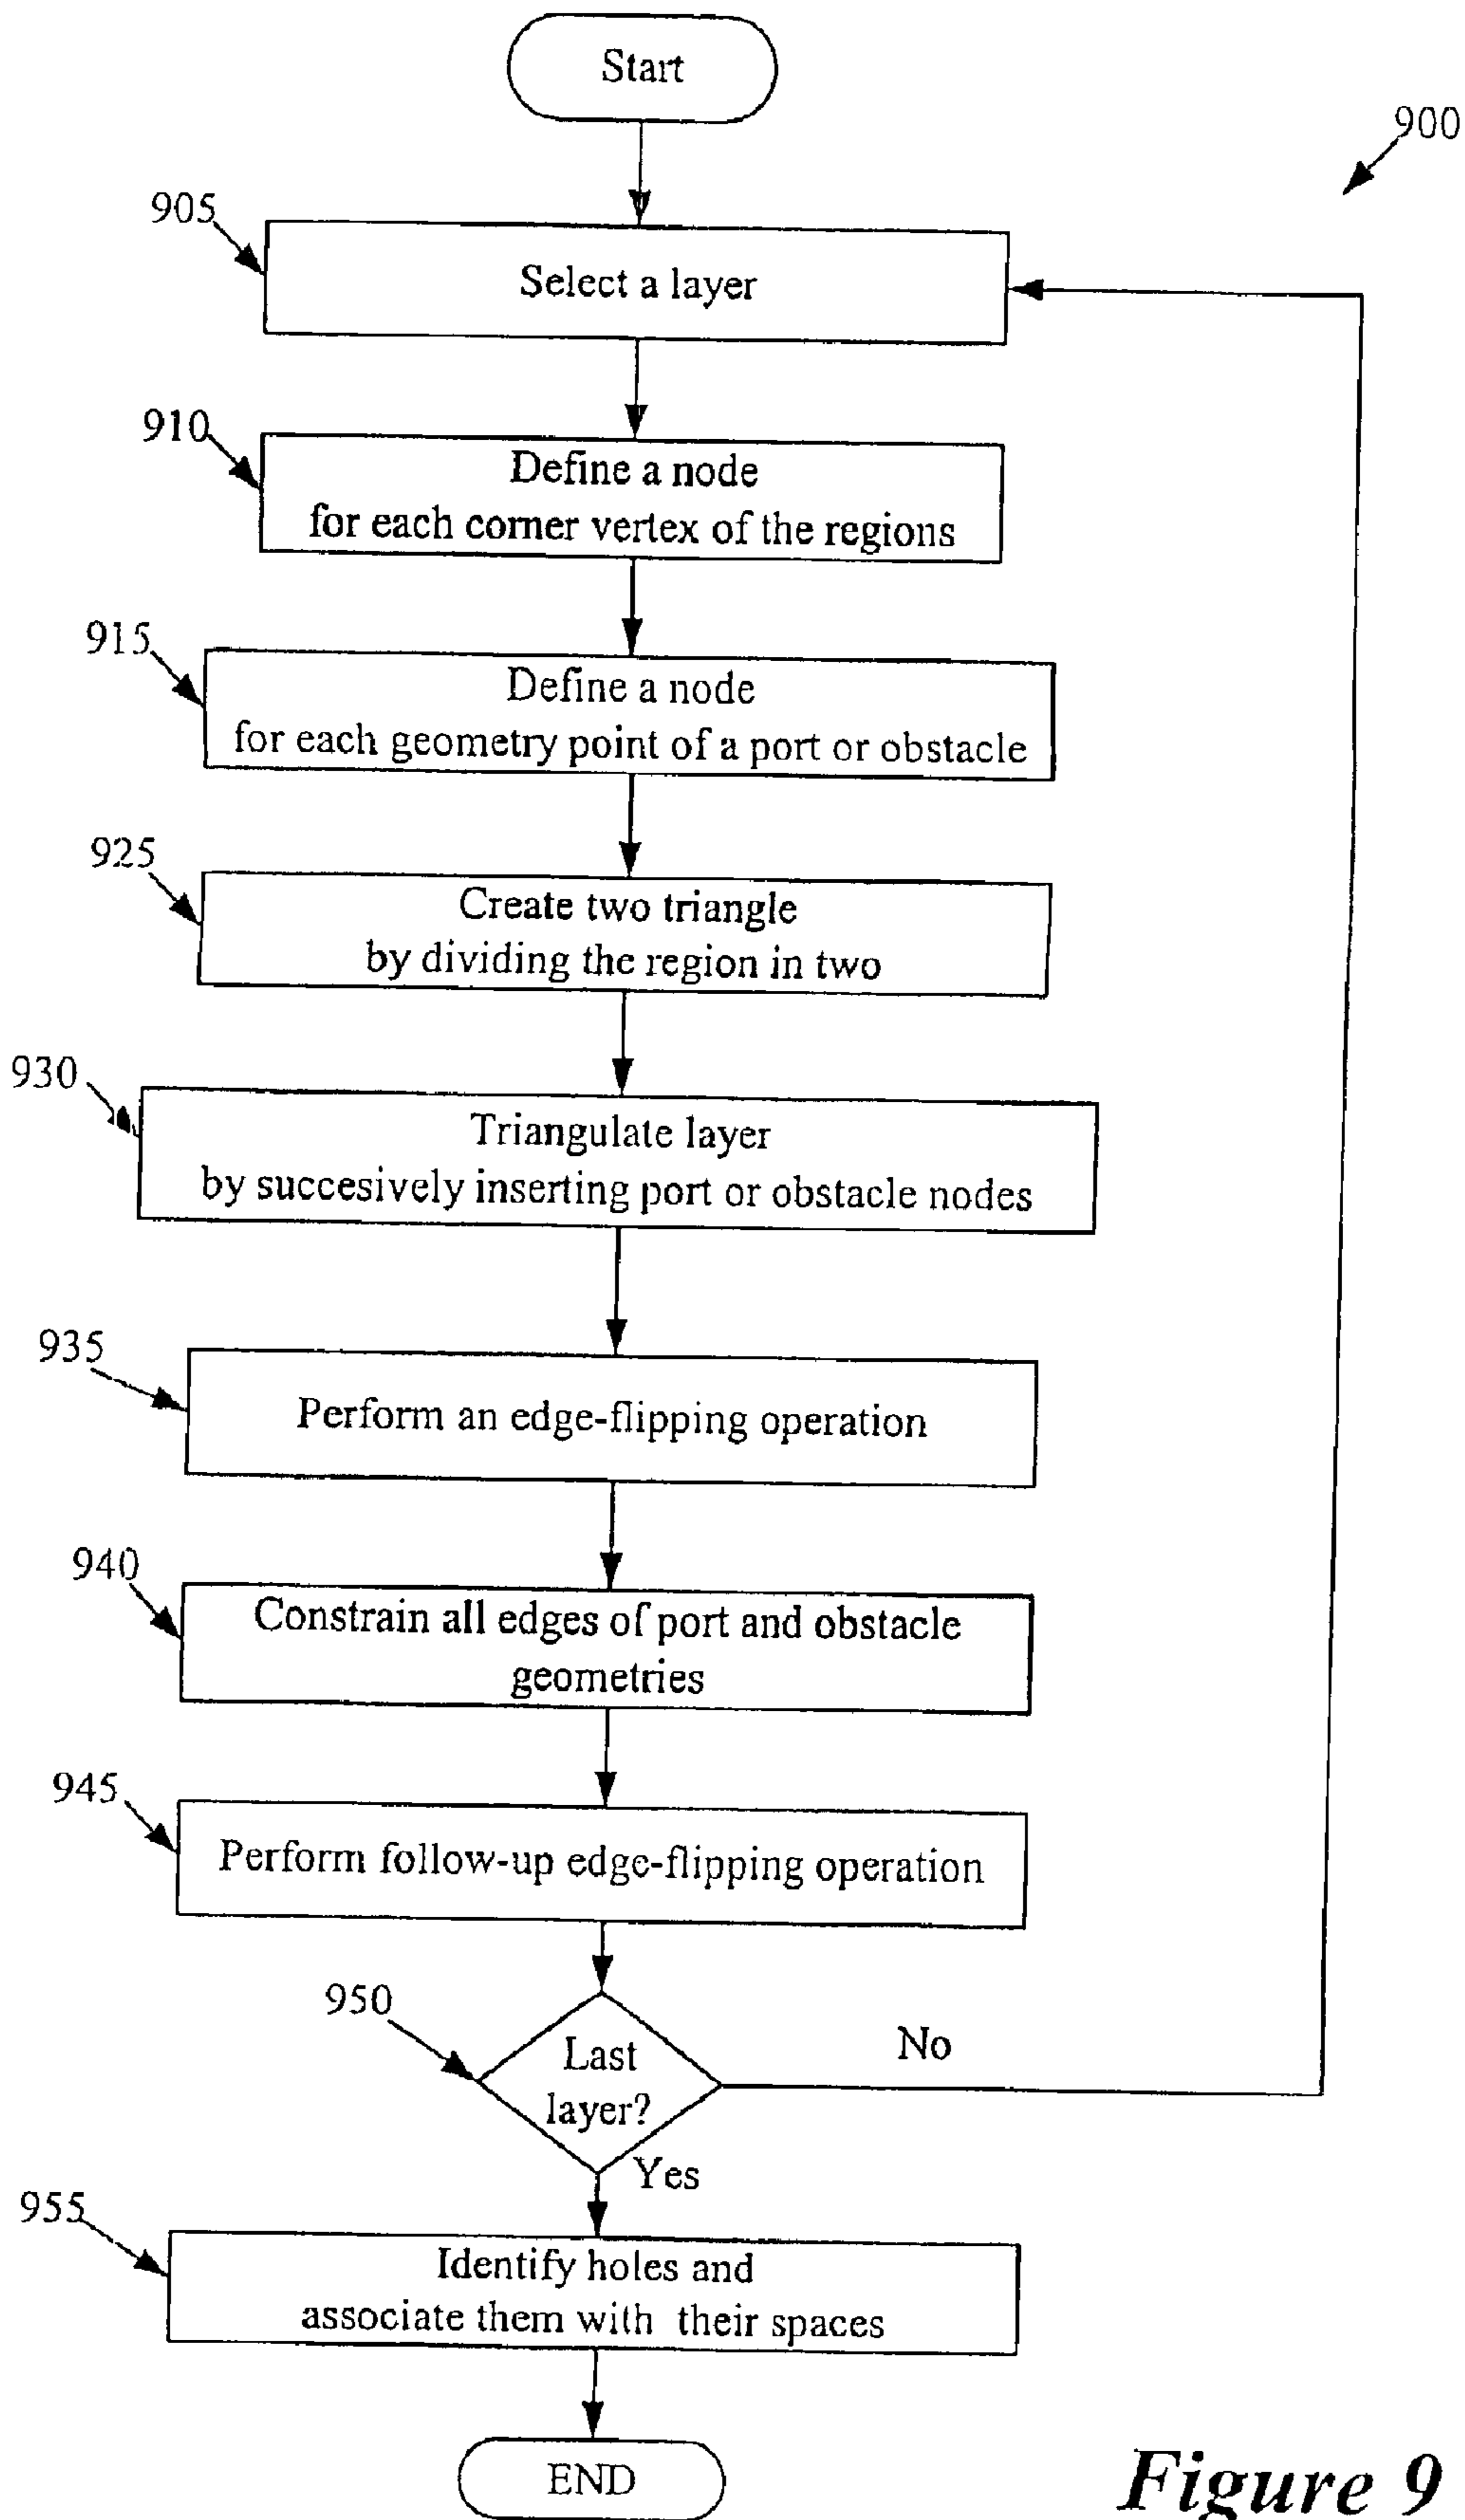 Start
900
905
Select a layer
910
Define a node
for each corner vertex of the regions
915
Define a node
for each geometry point of a port or obstacle
925
Create two triangle
by dividing the region in two
930
Triangulate layer
by succesively inserting port or obstacle nodes
935
Perform an edge-flipping operation
940
Constrain all edges of port and obstacle
geometries
945
Perform follow-up edge-flipping operation
950
Last
layer?
No
Yes
955
Identify holes and
associate them with their spaces
END
Figure 9